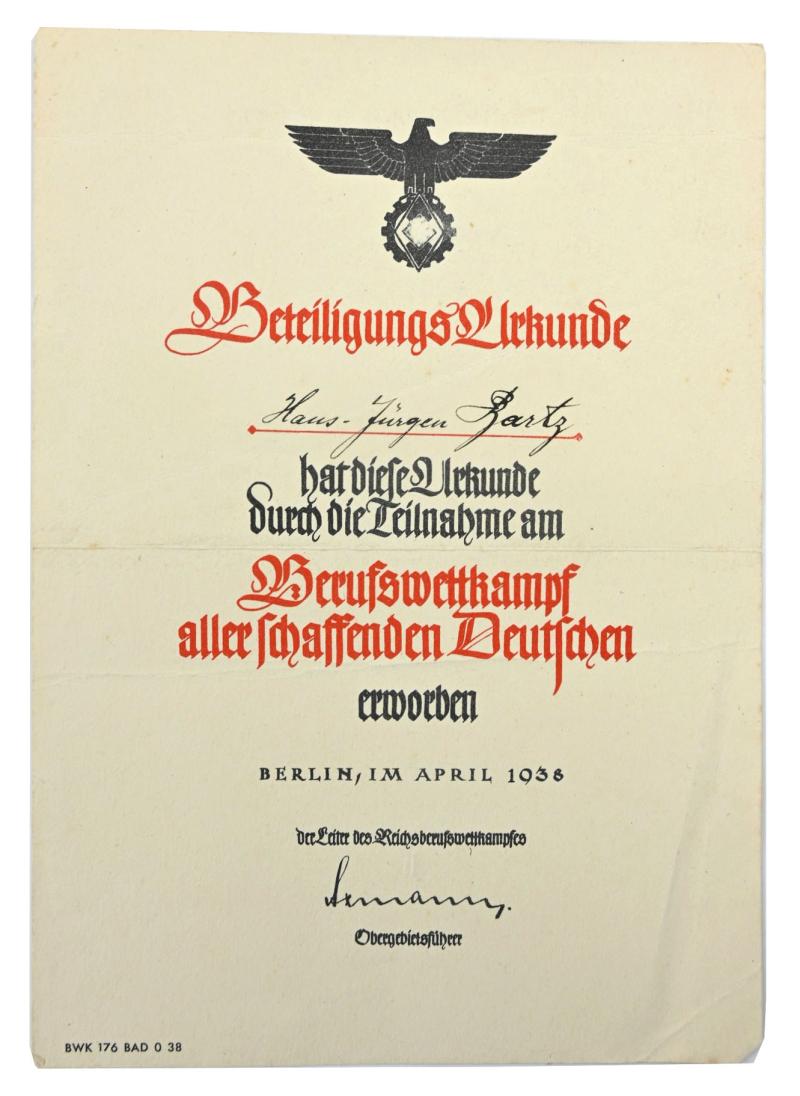 BeteiligungsUrkunde
Hans-Jürgen Bartz
hat diese Urkunde
durch die Teilnahme am
Berufswettkampf
aller schaffenden Deutschen
erworben
BERLIN, IM APRIL 1938
der Leiter des Reichsberufswettkampfes
Axmann.
Obergebietsführer
BWK 176 BAD 0 38